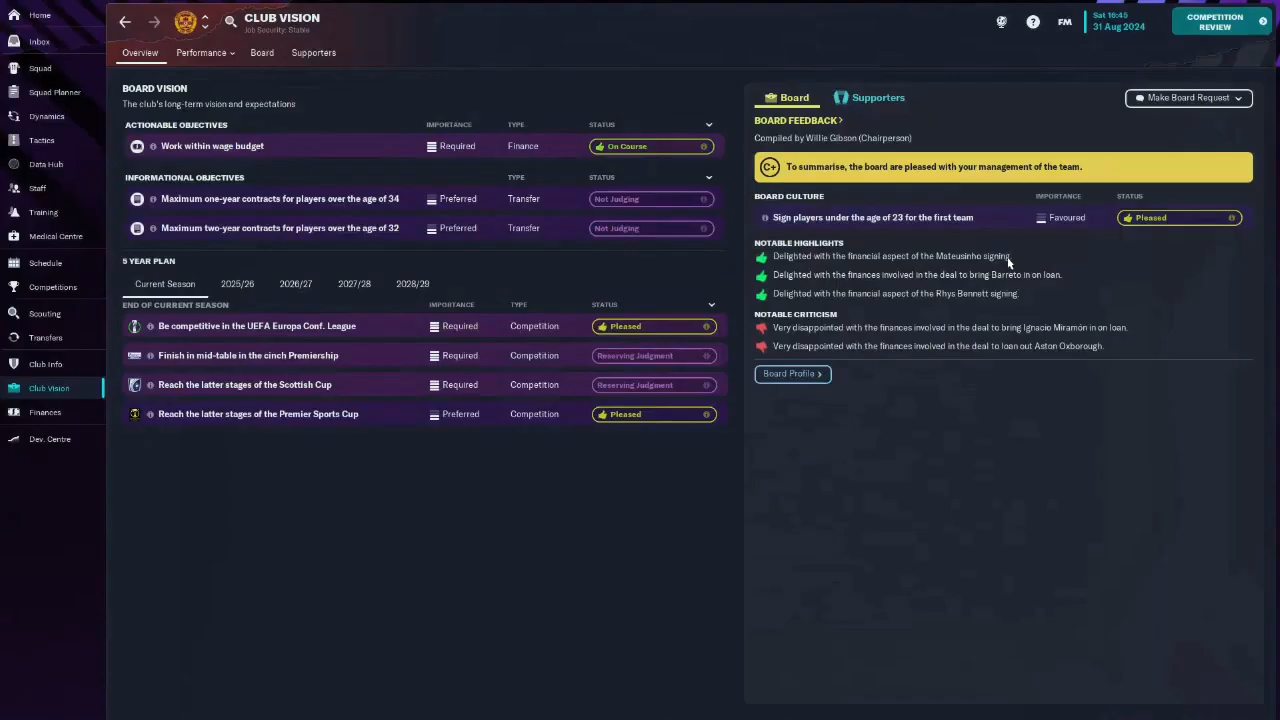 Home
Inbox
Squad
Squad Planner
Dynamics
Tactics
Data Hub
Staff
Training
Medical Centre
Schedule
Competitions
Scouting
Transfers
Club Info
Club Vision
Finances
Dev. Centre
CLUB VISION
Job Security: Stable
FM
Sat 16:45
31 Aug 2024
COMPETITION
REVIEW
Overview Performance Board Supporters
BOARD VISION
The club's long-term vision and expectations
ACTIONABLE OBJECTIVES IMPORTANCE TYPE STATUS
Work within wage budget Required Finance On Course
INFORMATIONAL OBJECTIVES TYPE STATUS
Maximum one-year contracts for players over the age of 34 Preferred Transfer Not Judging
Maximum two-year contracts for players over the age of 32 Preferred Transfer Not Judging
5 YEAR PLAN
Current Season 2025/26 2026/27 2027/28 2028/29
END OF CURRENT SEASON IMPORTANCE TYPE STATUS
Be competitive in the UEFA Europa Conf. League Required Competition Pleased
Finish in mid-table in the cinch Premiership Required Competition Reserving Judgment
Reach the latter stages of the Scottish Cup Required Competition Reserving Judgment
Reach the latter stages of the Premier Sports Cup Preferred Competition Pleased
Board Supporters Make Board Request
BOARD FEEDBACK>
Compiled by Willie Gibson (Chairperson)
C+ To summarise, the board are pleased with your management of the team.
BOARD CULTURE IMPORTANCE STATUS
Sign players under the age of 23 for the first team Favoured Pleased
NOTABLE HIGHLIGHTS
Delighted with the financial aspect of the Mateusinho signing.
Delighted with the finances involved in the deal to bring Barreto in on loan.
Delighted with the financial aspect of the Rhys Bennett signing.
NOTABLE CRITICISM
Very disappointed with the finances involved in the deal to bring Ignacio Miramón in on loan.
Very disappointed with the finances involved in the deal to loan out Aston Oxborough.
Board Profile >